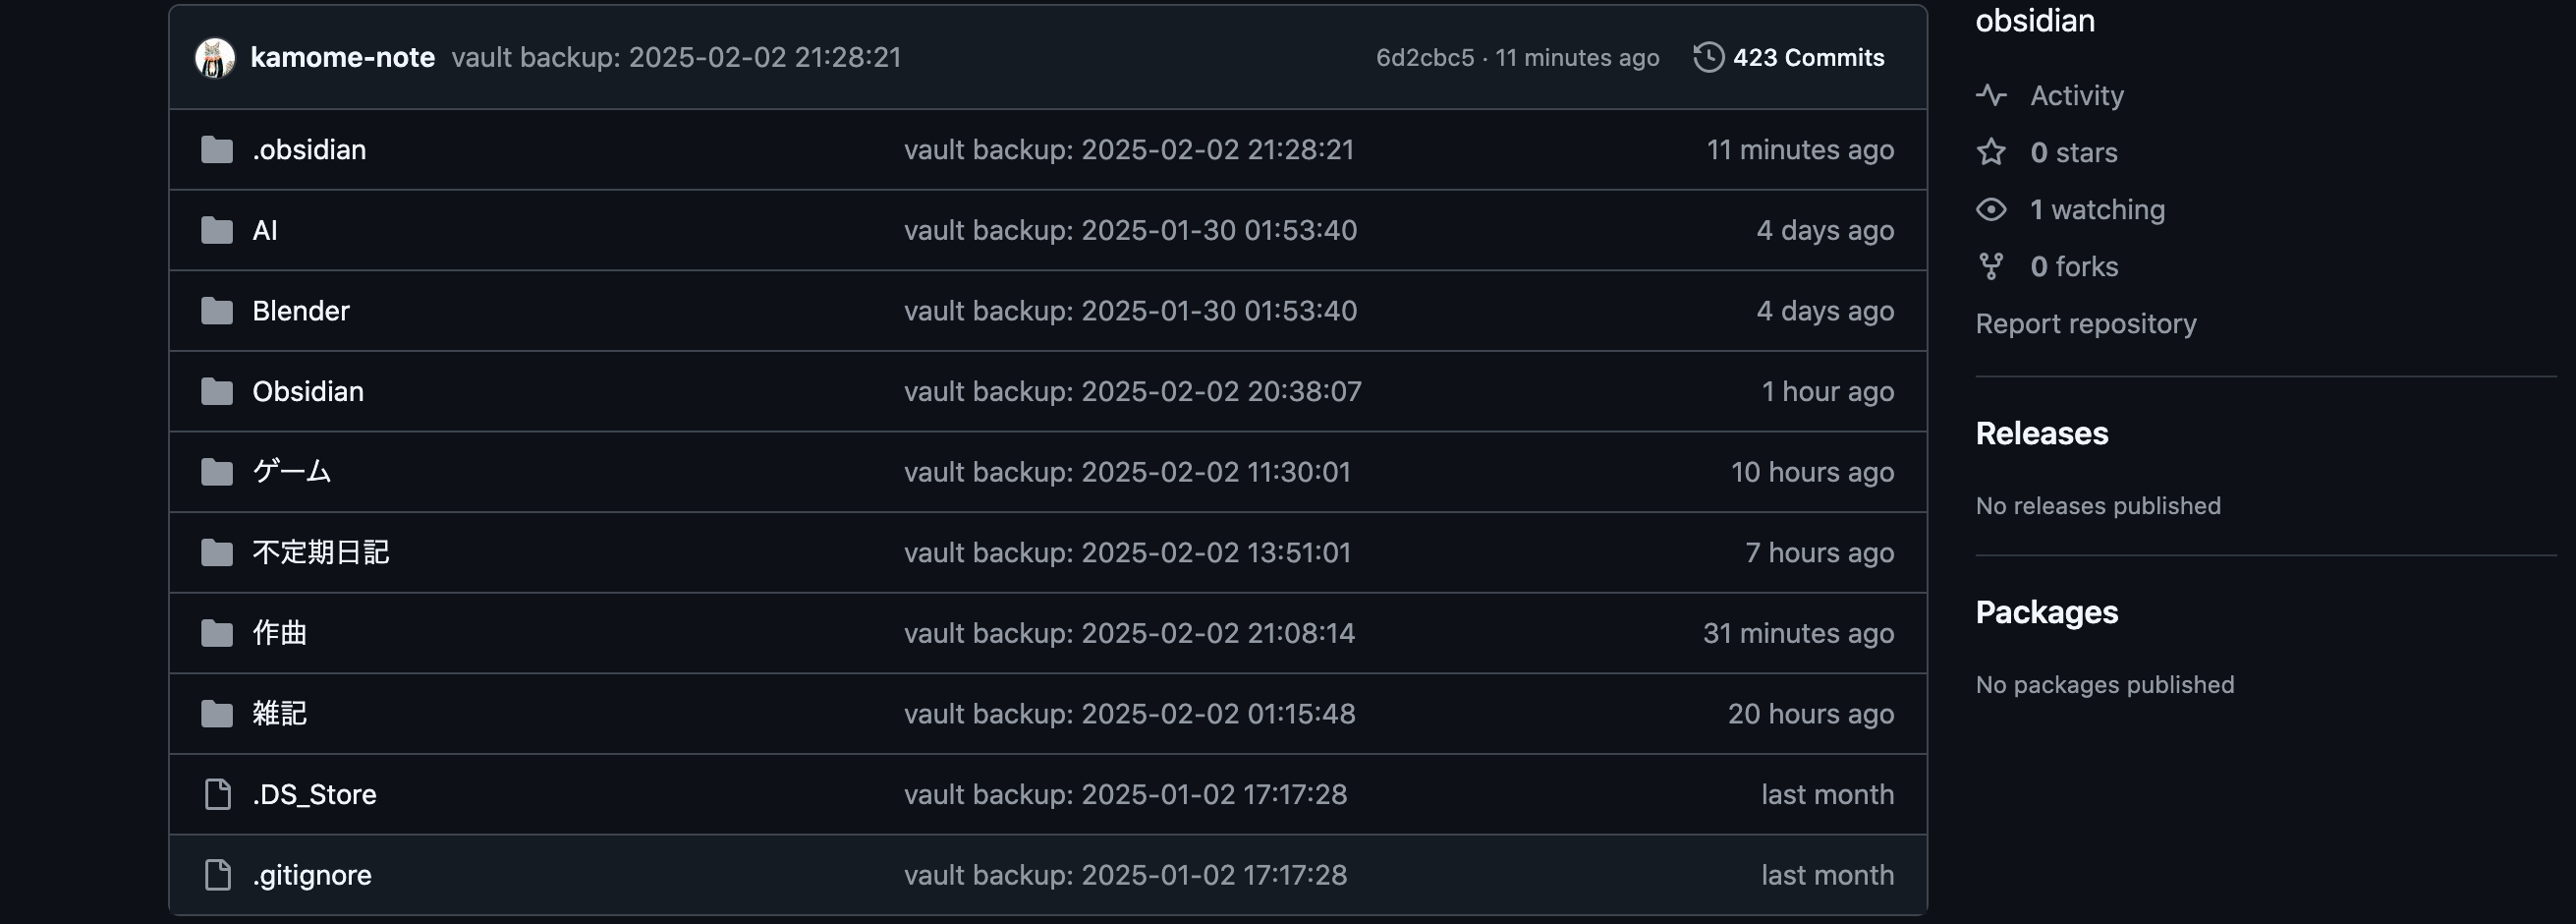 kamome-note vault backup: 2025-02-02 21:28:21 6d2cbc5 · 11 minutes ago 423 Commits
.obsidian vault backup: 2025-02-02 21:28:21 11 minutes ago
AI vault backup: 2025-01-30 01:53:40 4 days ago
Blender vault backup: 2025-01-30 01:53:40 4 days ago
Obsidian vault backup: 2025-02-02 20:38:07 1 hour ago
ゲーム vault backup: 2025-02-02 11:30:01 10 hours ago
不定期日記 vault backup: 2025-02-02 13:51:01 7 hours ago
作曲 vault backup: 2025-02-02 21:08:14 31 minutes ago
雑記 vault backup: 2025-02-02 01:15:48 20 hours ago
.DS_Store vault backup: 2025-01-02 17:17:28 last month
.gitignore vault backup: 2025-01-02 17:17:28 last month
obsidian
Activity
0 stars
1 watching
0 forks
Report repository
Releases
No releases published
Packages
No packages published